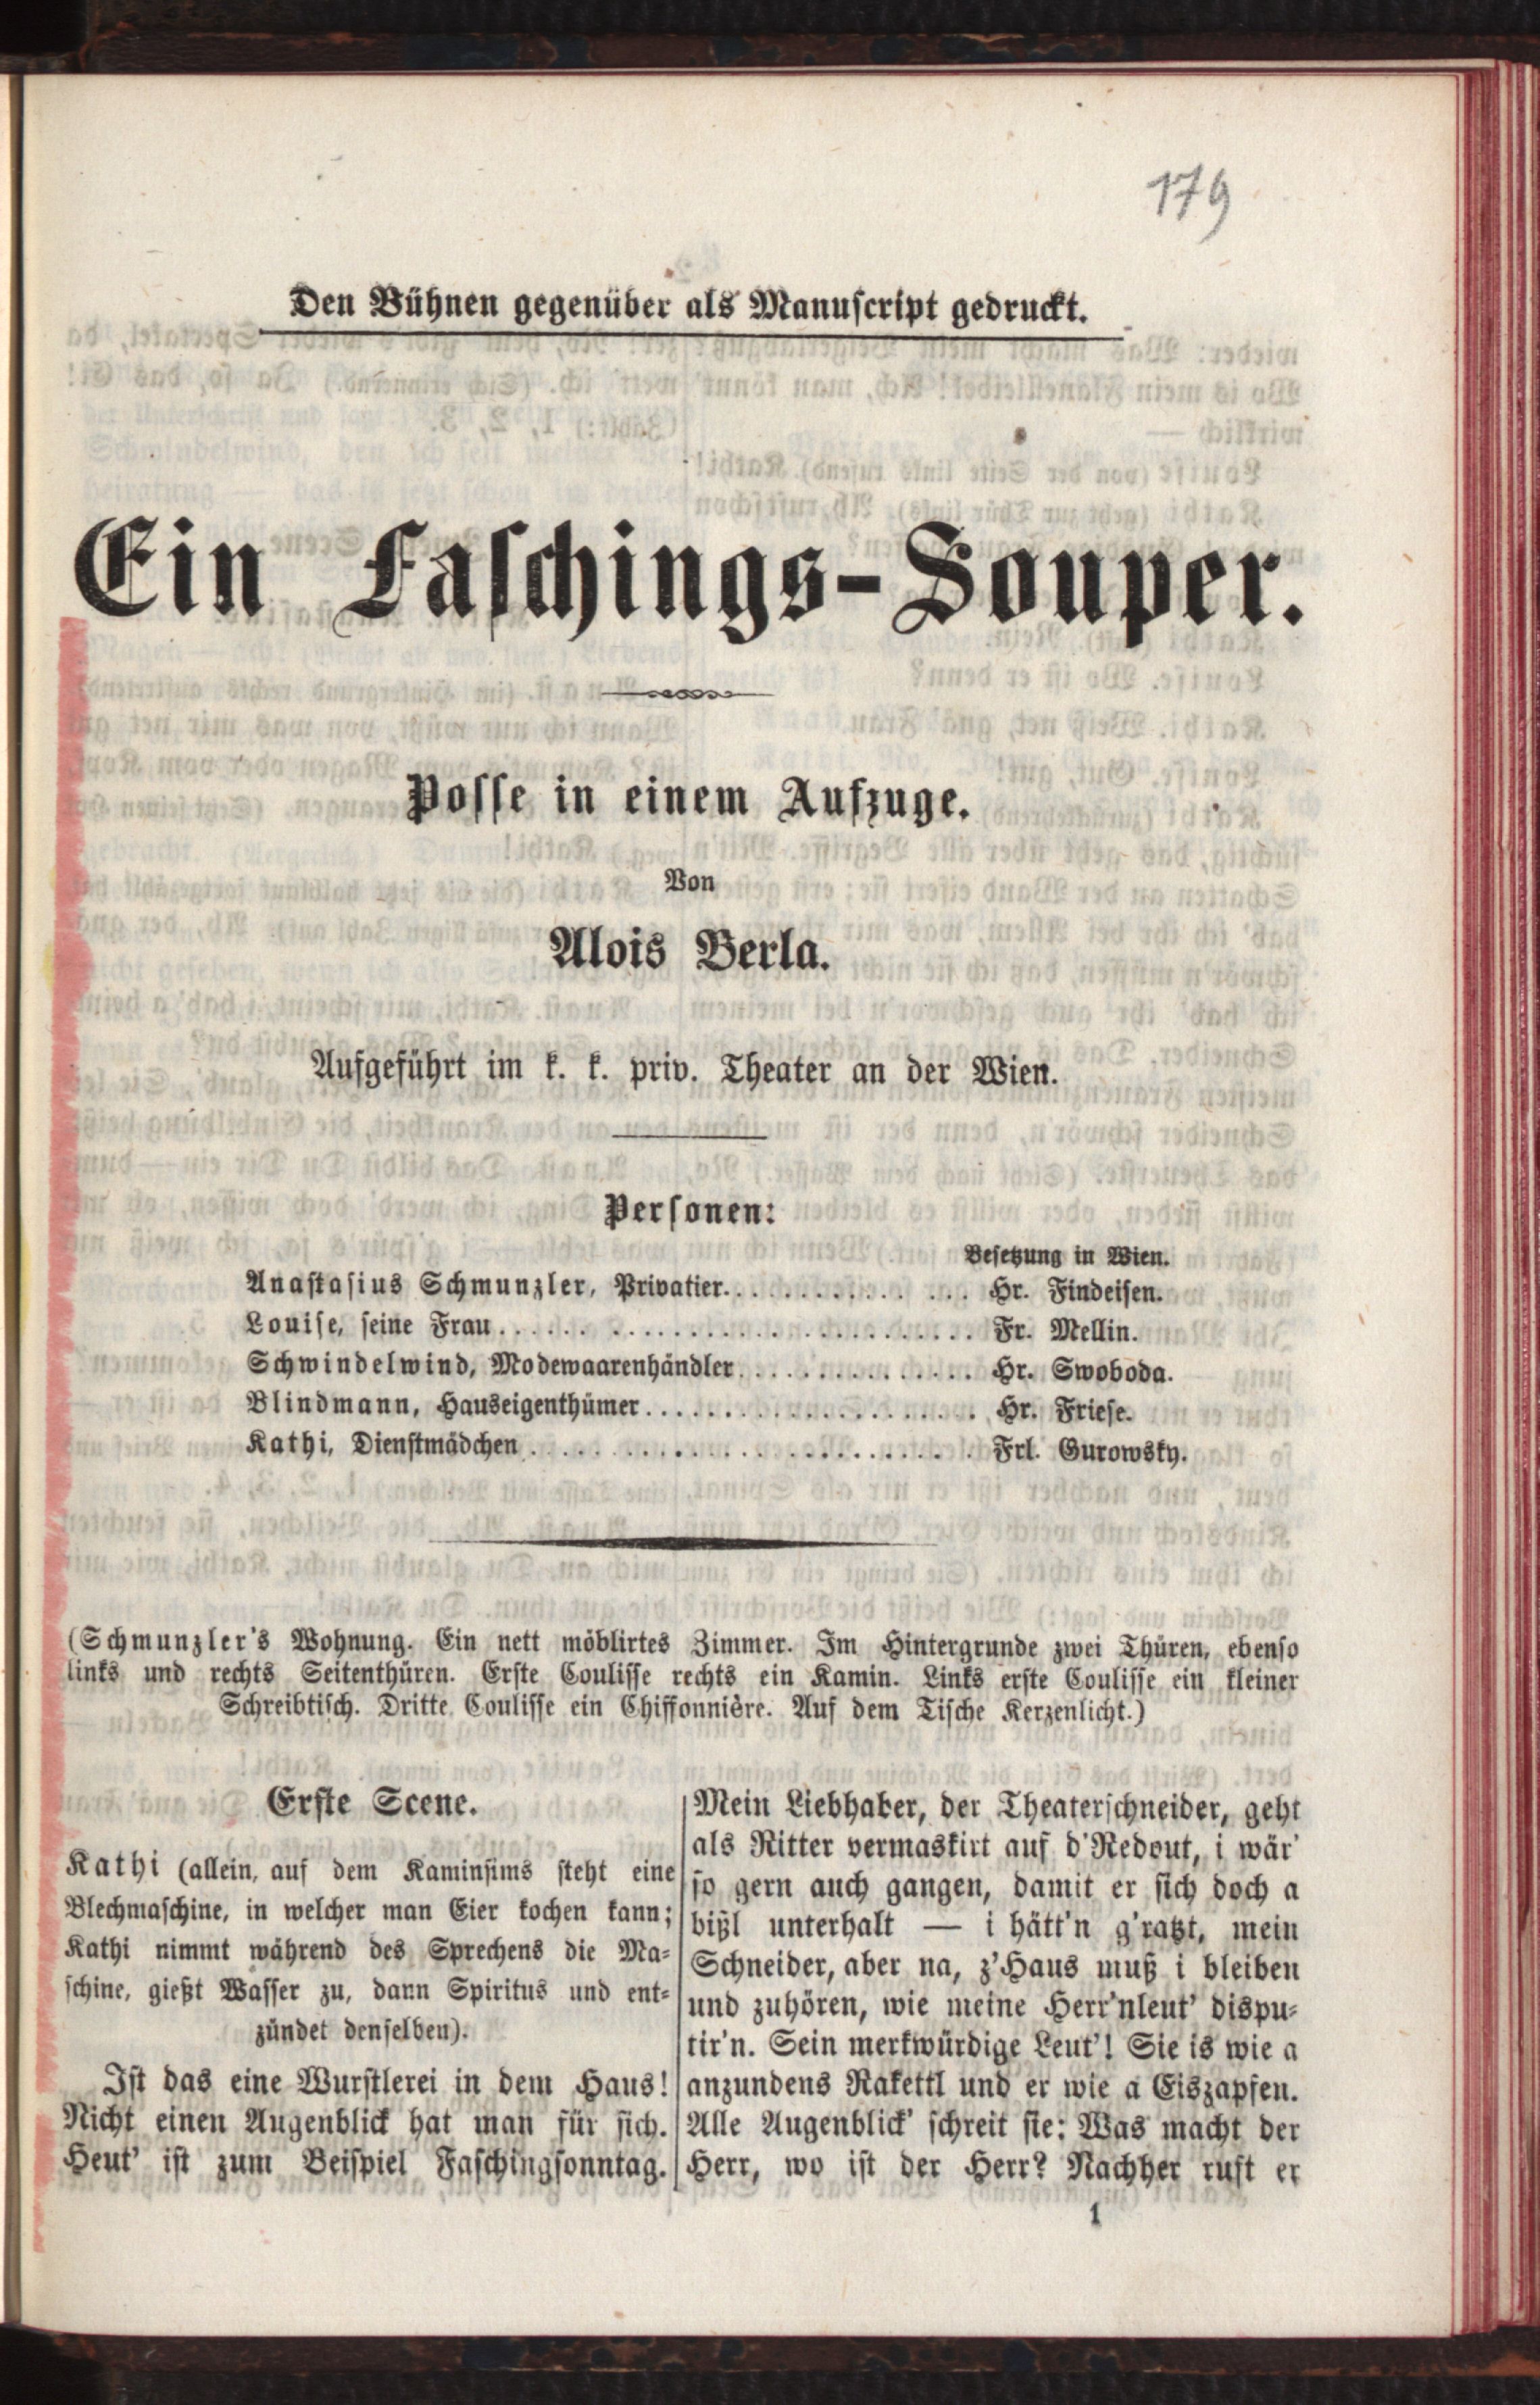 179
Den Bühnen gegenüber als Manuscript gedruckt.
Ein Faschings-Souper.
Posse in einem Aufzuge.
Von
Alois Berla.
Aufgeführt im k. k. priv. Theater an der Wien.
Personen:
Besetzung in Wien.
Anastasius Schmunzler, Privatier. . . . . . . . . . . . . . . . Hr. Findeisen.
Louise, seine Frau . . . . . . . . . . . . . . . . . . . . . . . . . . . . Fr. Mellin.
Schwindelwind, Modewaarenhändler . . . . . . . . . . . . . . . Hr. Swoboda.
Blindmann, Hauseigenthümer . . . . . . . . . . . . . . . . . . . . . Hr. Friese.
Kathi, Dienstmädchen . . . . . . . . . . . . . . . . . . . . . . . . . . Frl. Gurowsky.
(Schmunzler's Wohnung. Ein nett möblirtes Zimmer. Im Hintergrunde zwei Thüren, ebenso
links und rechts Seitenthüren. Erste Coulisse rechts ein Kamin. Links erste Coulisse ein kleiner
Schreibtisch. Dritte Coulisse ein Chiffonnière. Auf dem Tische Kerzenlicht.)
Erste Scene.
Kathi (allein, auf dem Kaminsims steht eine
Blechmaschine, in welcher man Eier kochen kann;
Kathi nimmt während des Sprechens die Ma-
schine, gießt Wasser zu, dann Spiritus und ent-
zündet denselben).
Ist das eine Wurstlerei in dem Haus!
Nicht einen Augenblick hat man für sich.
Heut' ist zum Beispiel Faschingsonntag.
Mein Liebhaber, der Theaterschneider, geht
als Ritter vermaskirt auf d'Redout, i wär'
so gern auch gangen, damit er sich doch a
bißl unterhalt — i hätt'n g'ratzt, mein
Schneider, aber na, z'Haus muß i bleiben
und zuhören, wie meine Herr'nleut' dispu-
tir'n. Sein merkwürdige Leut'! Sie is wie a
anzundens Rakettl und er wie a Eiszapfen.
Alle Augenblick' schreit sie: Was macht der
Herr, wo ist der Herr? Nachher ruft er
1